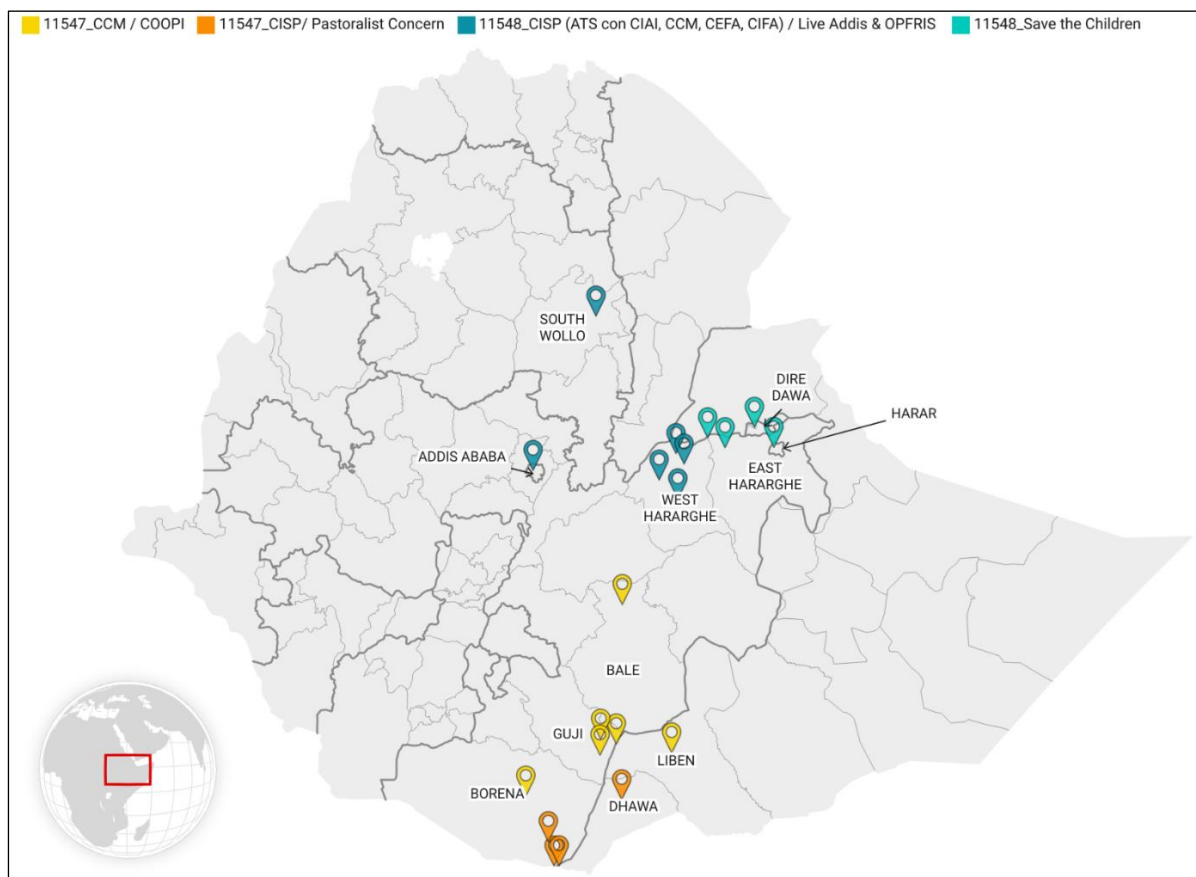 11547_CCM / COOPI 11547_CISP/ Pastoralist Concern 11548_CISP (ATS con CIAI, CCM, CEFA, CIFA) / Live Addis & OPFRIS 11548_Save the Children
SOUTH
WOLLO
DIRE
DAWA
HARAR
ADDIS ABABA
EAST
HARARGHE
WEST
HARARGHE
BALE
GUJI
LIBEN
BORENA
DHAWA